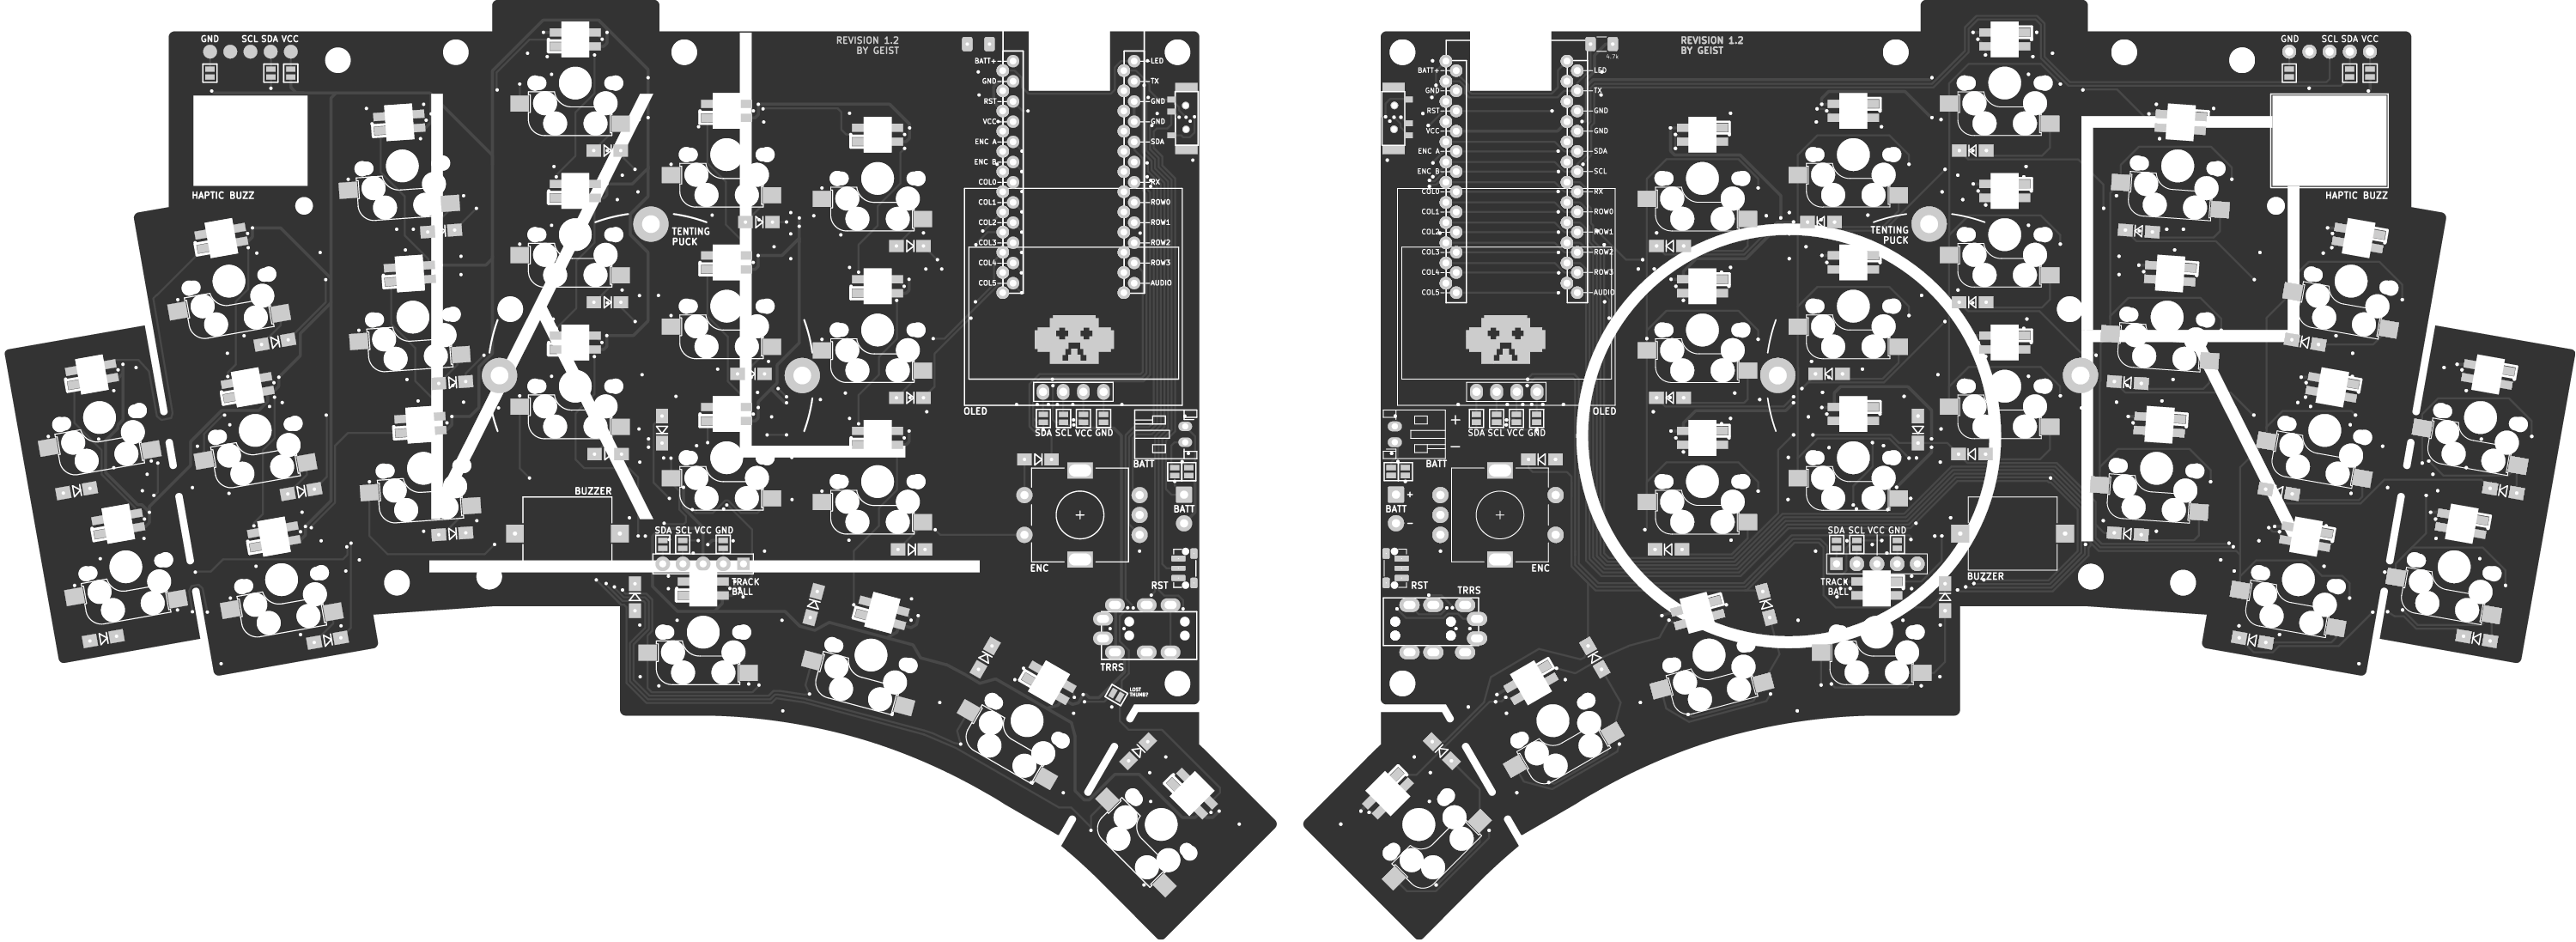 KL
GND SCL SDA VCC
HAPTIC BUZZ
REVISION 1.2
BY GEIST
BATT+
GND
RST
VCC
ENC A
ENC B
COL0
COL1
COL2
COL3
COL4
COL5
LED
TX
GND
GND
SDA
RX
ROW0
ROW1
ROW2
ROW3
AUDIO
TENTING
PUCK
OLED
SDA SCL VCC GND
BATT
BATT
BUZZER
SDA SCL VCC GND
TRACK
BALL
ENC
RST
TRRS
LOST
THUMB?
OR
REVISION 1.2
BY GEIST
4.7k
GND SCL SDA VCC
HAPTIC BUZZ
BATT+
GND
RST
VCC
ENC A
ENC B
COL0
COL1
COL2
COL3
COL4
COL5
LED
TX
GND
GND
SDA
SCL
RX
ROW0
ROW1
ROW2
ROW3
AUDIO
TENTING
PUCK
OLED
+
SDA SCL VCC GND
−
BATT
+
BATT
−
ENC
RST
TRRS
SDA SCL VCC GND
TRACK
BALL
BUZZER